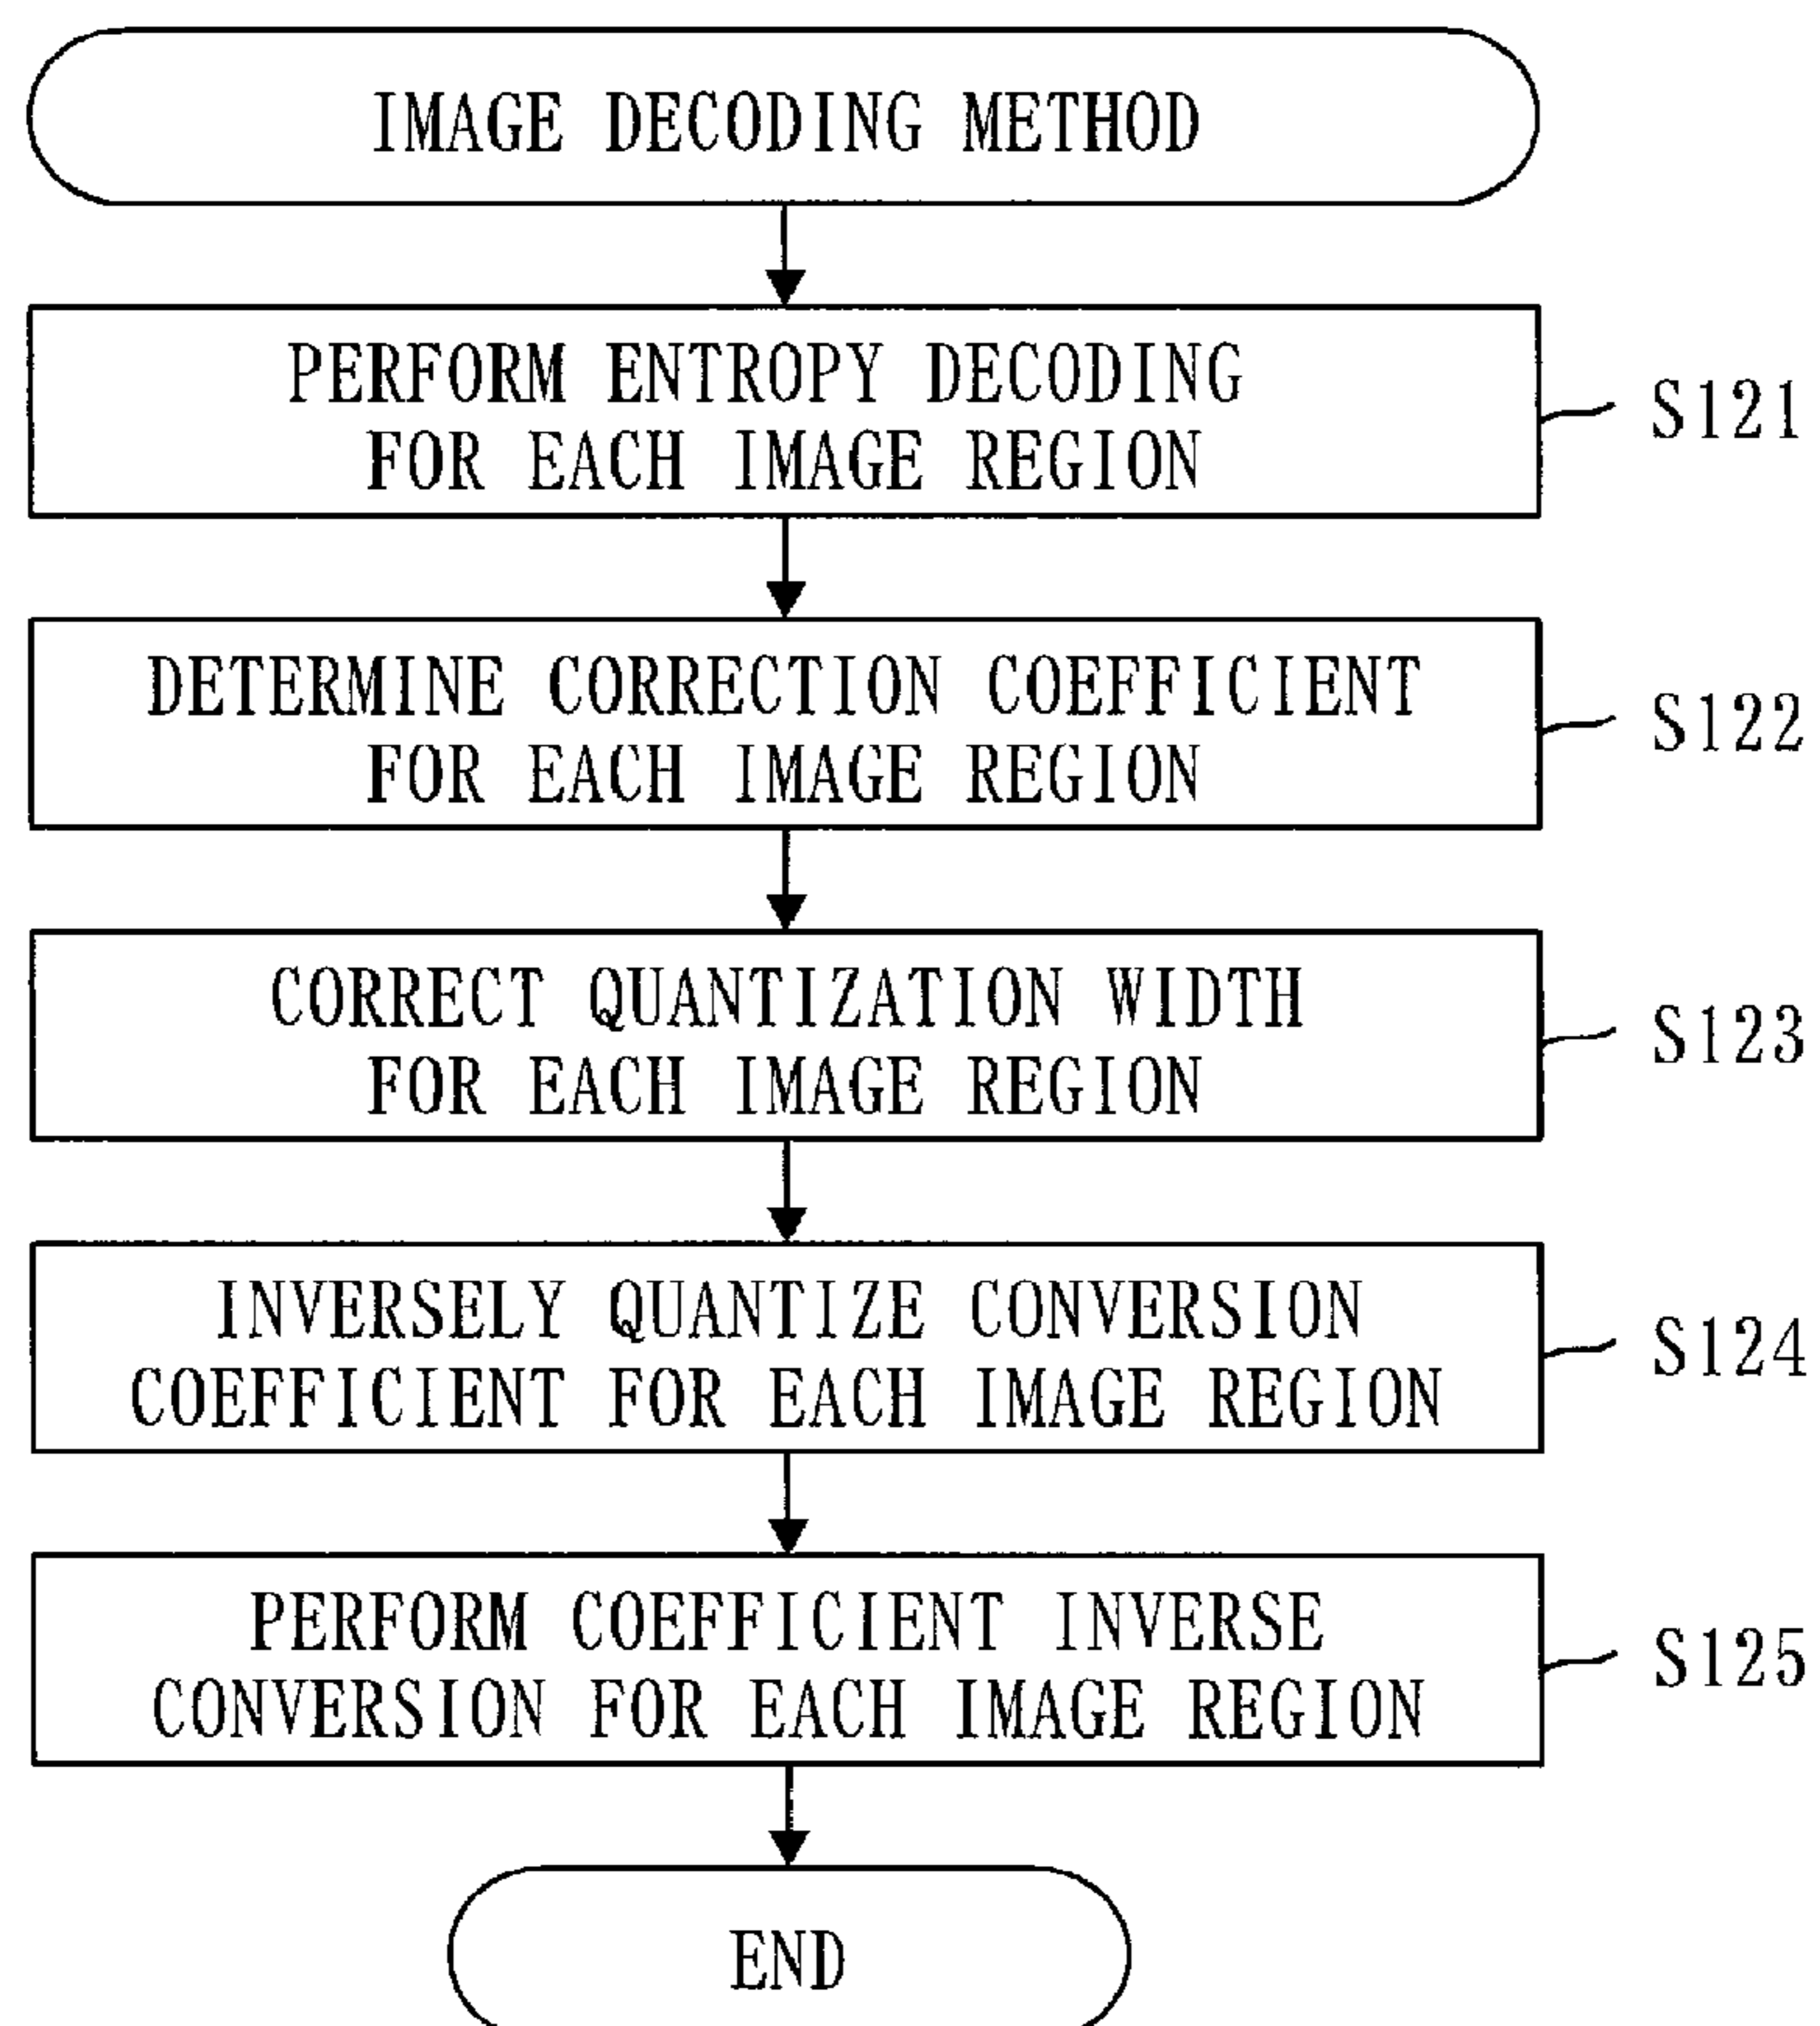 IMAGE DECODING METHOD
PERFORM ENTROPY DECODING
FOR EACH IMAGE REGION
S121
DETERMINE CORRECTION COEFFICIENT
FOR EACH IMAGE REGION
S122
CORRECT QUANTIZATION WIDTH
FOR EACH IMAGE REGION
S123
INVERSELY QUANTIZE CONVERSION
COEFFICIENT FOR EACH IMAGE REGION
S124
PERFORM COEFFICIENT INVERSE
CONVERSION FOR EACH IMAGE REGION
S125
END